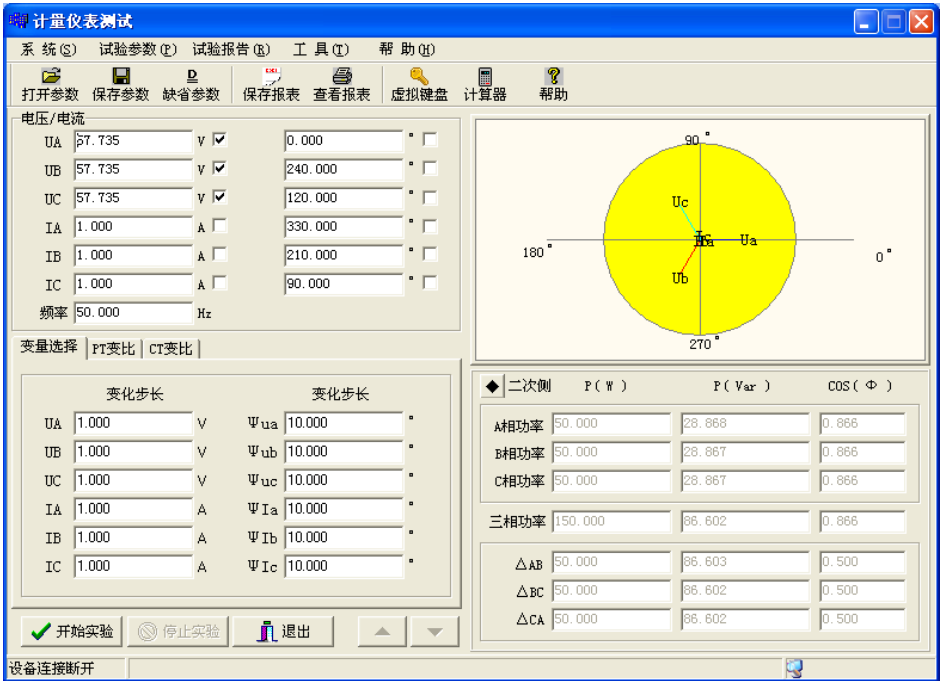 计量仪表测试
系 统(S) 试验参数(P) 试验报告(R) 工 具(T) 帮 助(H)
打开参数 保存参数 缺省参数 保存报表 查看报表 虚拟键盘 计算器 帮助
电压/电流
UA 57.735 V 0.000 °
UB 57.735 V 240.000 °
UC 57.735 V 120.000 °
IA 1.000 A 330.000 °
IB 1.000 A 210.000 °
IC 1.000 A 90.000 °
频率 50.000 Hz
90°
Uc
180° Ua 0°
Ub
270°
变量选择 PT变比 CT变比
变化步长 变化步长
UA 1.000 V Ψua 10.000 °
UB 1.000 V Ψub 10.000 °
UC 1.000 V Ψuc 10.000 °
IA 1.000 A ΨIa 10.000 °
IB 1.000 A ΨIb 10.000 °
IC 1.000 A ΨIc 10.000 °
◆ 二次侧 P( W ) P( Var ) COS( Φ )
A相功率 50.000 28.868 0.866
B相功率 50.000 28.867 0.866
C相功率 50.000 28.867 0.866
三相功率 150.000 86.602 0.866
△AB 50.000 86.603 0.500
△BC 50.000 86.602 0.500
△CA 50.000 86.602 0.500
开始实验 停止实验 退出
设备连接断开